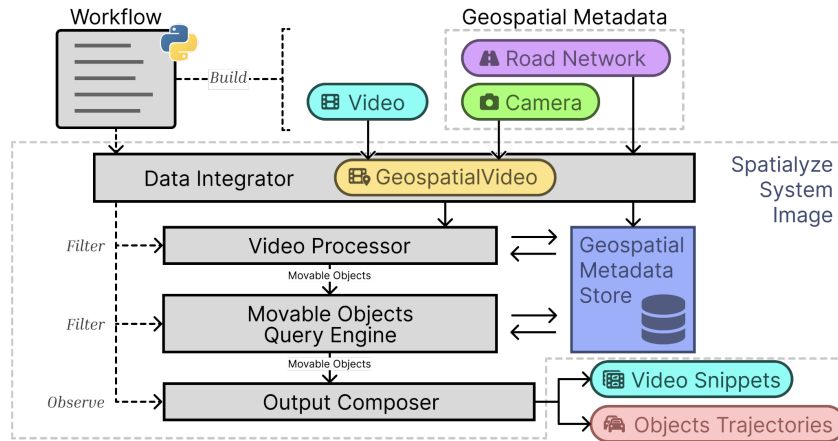 Workflow
Geospatial Metadata
Road Network
Build
Video
Camera
Data Integrator
GeospatialVideo
Spatialyze
System
Image
Filter
Video Processor
Geospatial
Metadata
Store
Movable Objects
Filter
Movable Objects
Query Engine
Movable Objects
Video Snippets
Observe
Output Composer
Objects Trajectories